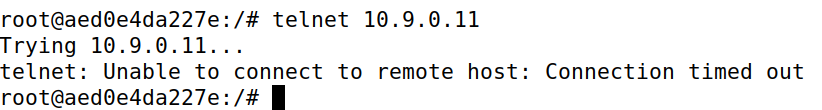 root@aed0e4da227e:/# telnet 10.9.0.11
Trying 10.9.0.11...
telnet: Unable to connect to remote host: Connection timed out
root@aed0e4da227e:/#